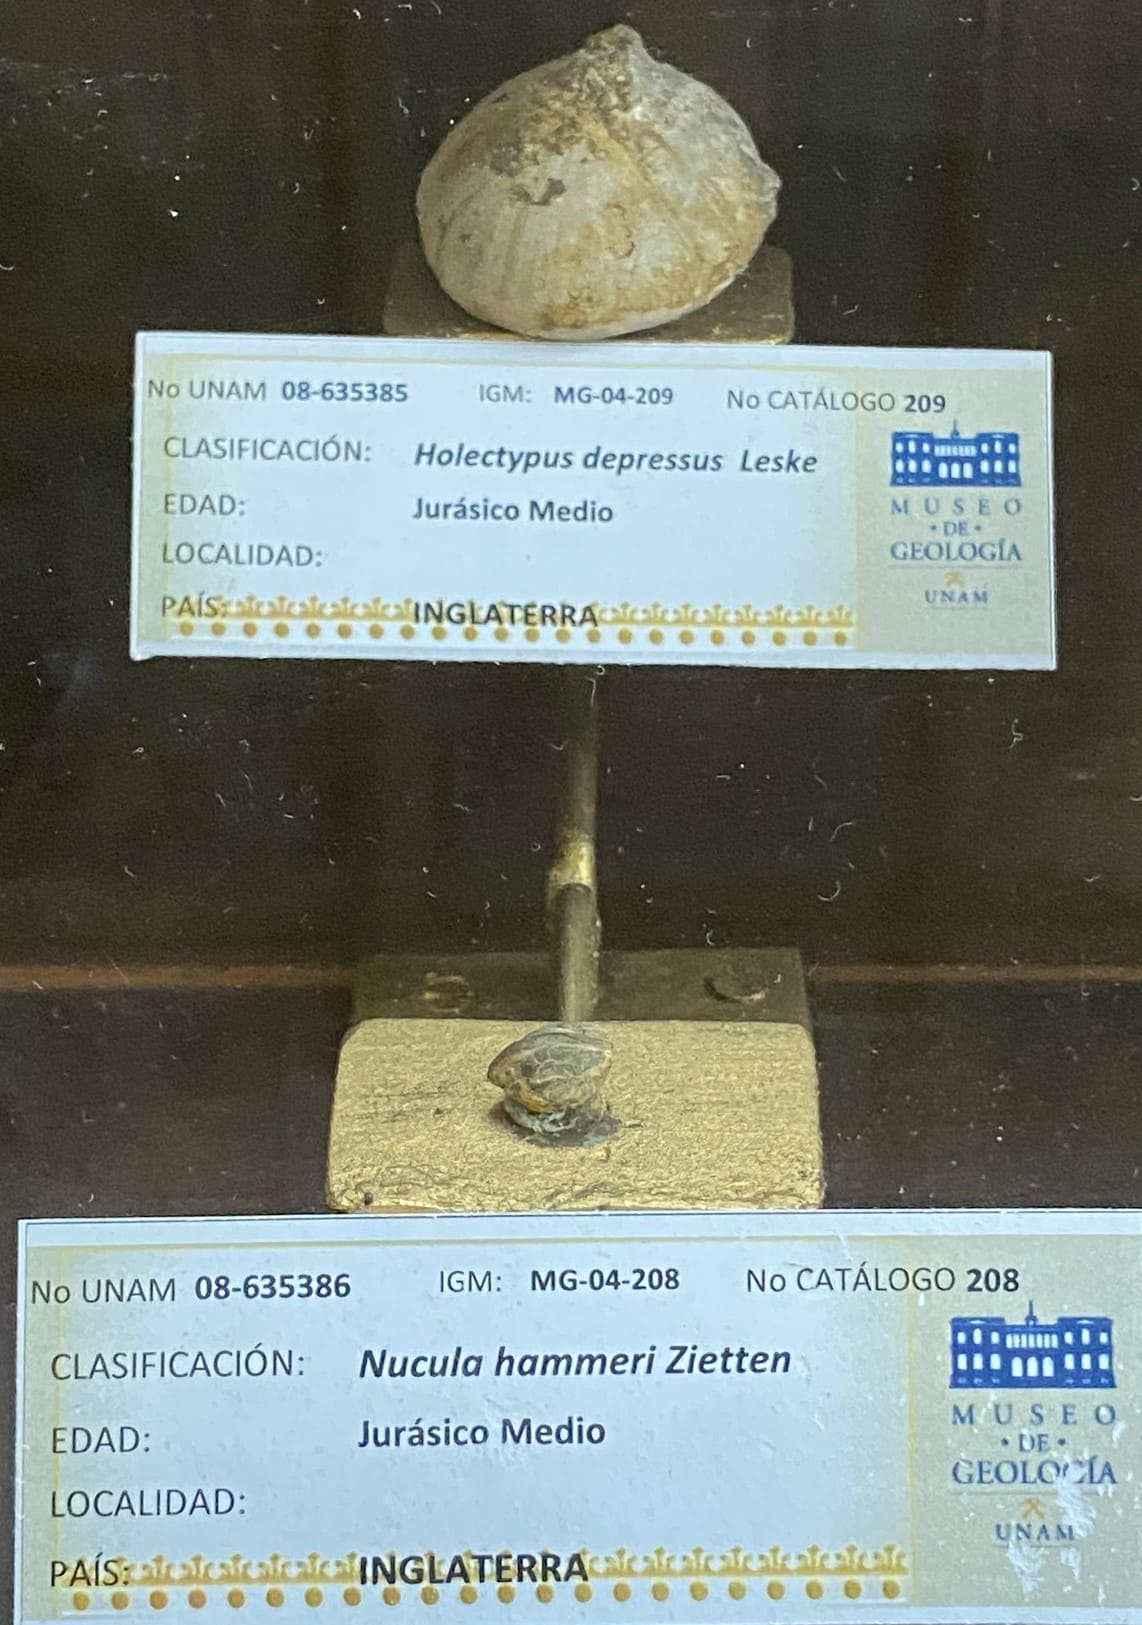 No UNAM 08-635385 IGM: MG-04-209 No CATÁLOGO 209
CLASIFICACIÓN: Holectypus depressus Leske
EDAD: Jurásico Medio
LOCALIDAD:
PAÍS: INGLATERRA
MUSEO
• DE •
GEOLOGÍA
UNAM
No UNAM 08-635386 IGM: MG-04-208 No CATÁLOGO 208
CLASIFICACIÓN: Nucula hammeri Zietten
EDAD: Jurásico Medio
LOCALIDAD:
PAÍS: INGLATERRA
MUSEO
• DE •
GEOLOGÍA
UNAM